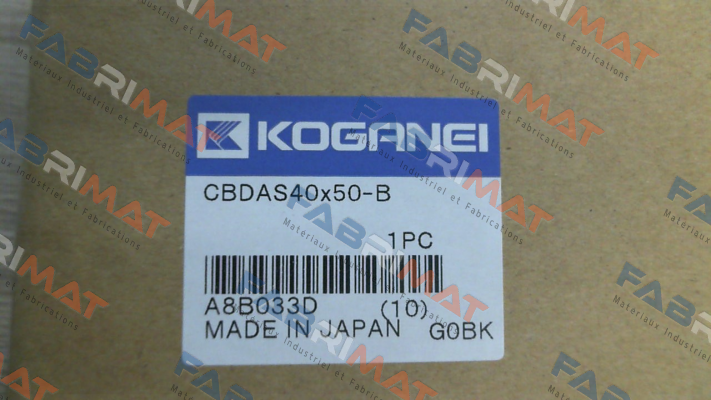 KOGANEI
CBDAS40x50-B
1PC
A8B033D (10)
MADE IN JAPAN G0BK
FABRIMAT
Materiaux Industriel et Fabrications